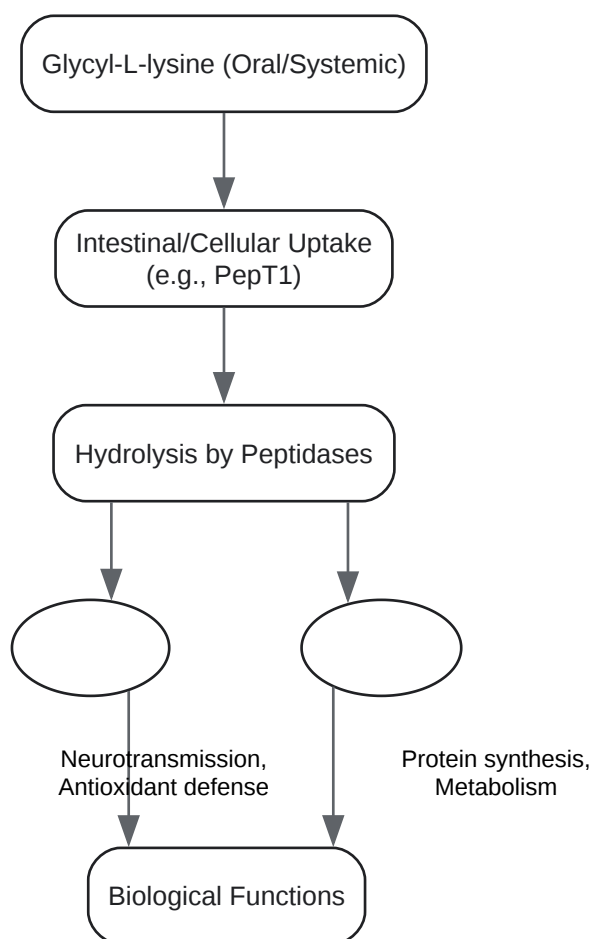 Glycyl-L-lysine (Oral/Systemic)
Intestinal/Cellular Uptake
(e.g., PepT1)
Hydrolysis by Peptidases
Neurotransmission,
Antioxidant defense
Protein synthesis,
Metabolism
Biological Functions